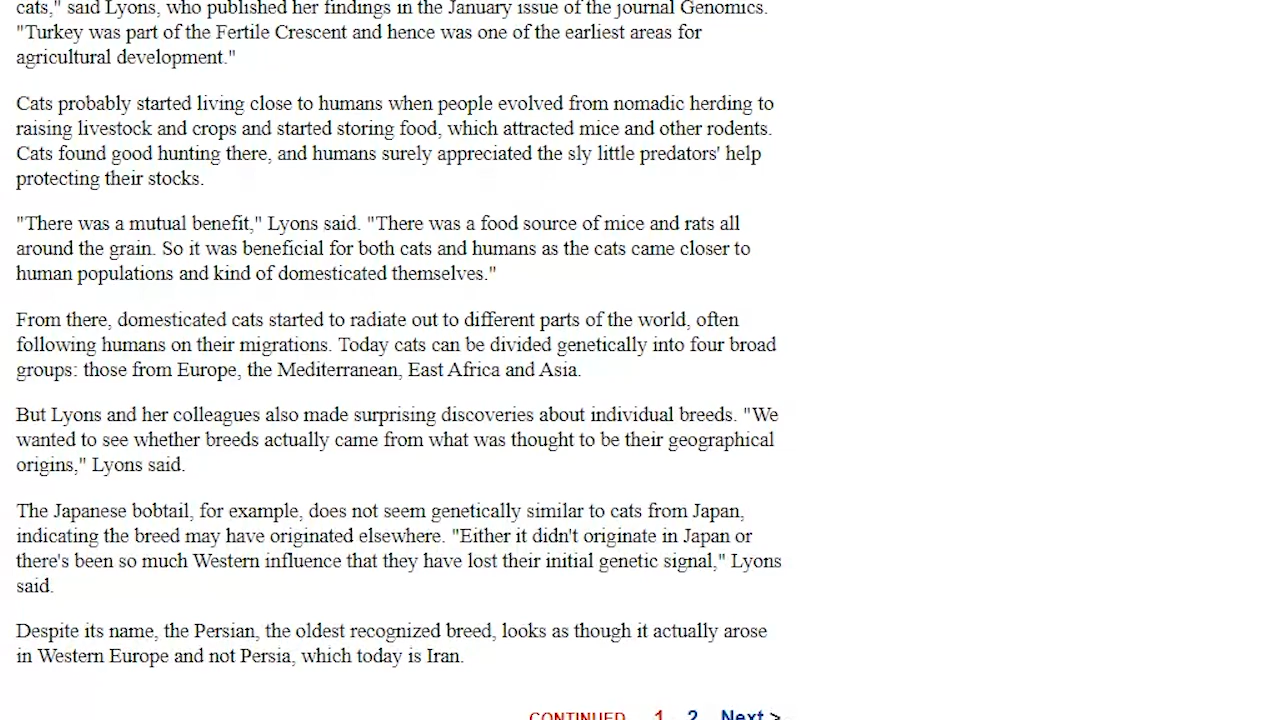 cats," said Lyons, who published her findings in the January issue of the journal Genomics.
"Turkey was part of the Fertile Crescent and hence was one of the earliest areas for
agricultural development."
Cats probably started living close to humans when people evolved from nomadic herding to
raising livestock and crops and started storing food, which attracted mice and other rodents.
Cats found good hunting there, and humans surely appreciated the sly little predators' help
protecting their stocks.
"There was a mutual benefit," Lyons said. "There was a food source of mice and rats all
around the grain. So it was beneficial for both cats and humans as the cats came closer to
human populations and kind of domesticated themselves."
From there, domesticated cats started to radiate out to different parts of the world, often
following humans on their migrations. Today cats can be divided genetically into four broad
groups: those from Europe, the Mediterranean, East Africa and Asia.
But Lyons and her colleagues also made surprising discoveries about individual breeds. "We
wanted to see whether breeds actually came from what was thought to be their geographical
origins," Lyons said.
The Japanese bobtail, for example, does not seem genetically similar to cats from Japan,
indicating the breed may have originated elsewhere. "Either it didn't originate in Japan or
there's been so much Western influence that they have lost their initial genetic signal," Lyons
said.
Despite its name, the Persian, the oldest recognized breed, looks as though it actually arose
in Western Europe and not Persia, which today is Iran.
CONTINUED 1 2 Next >